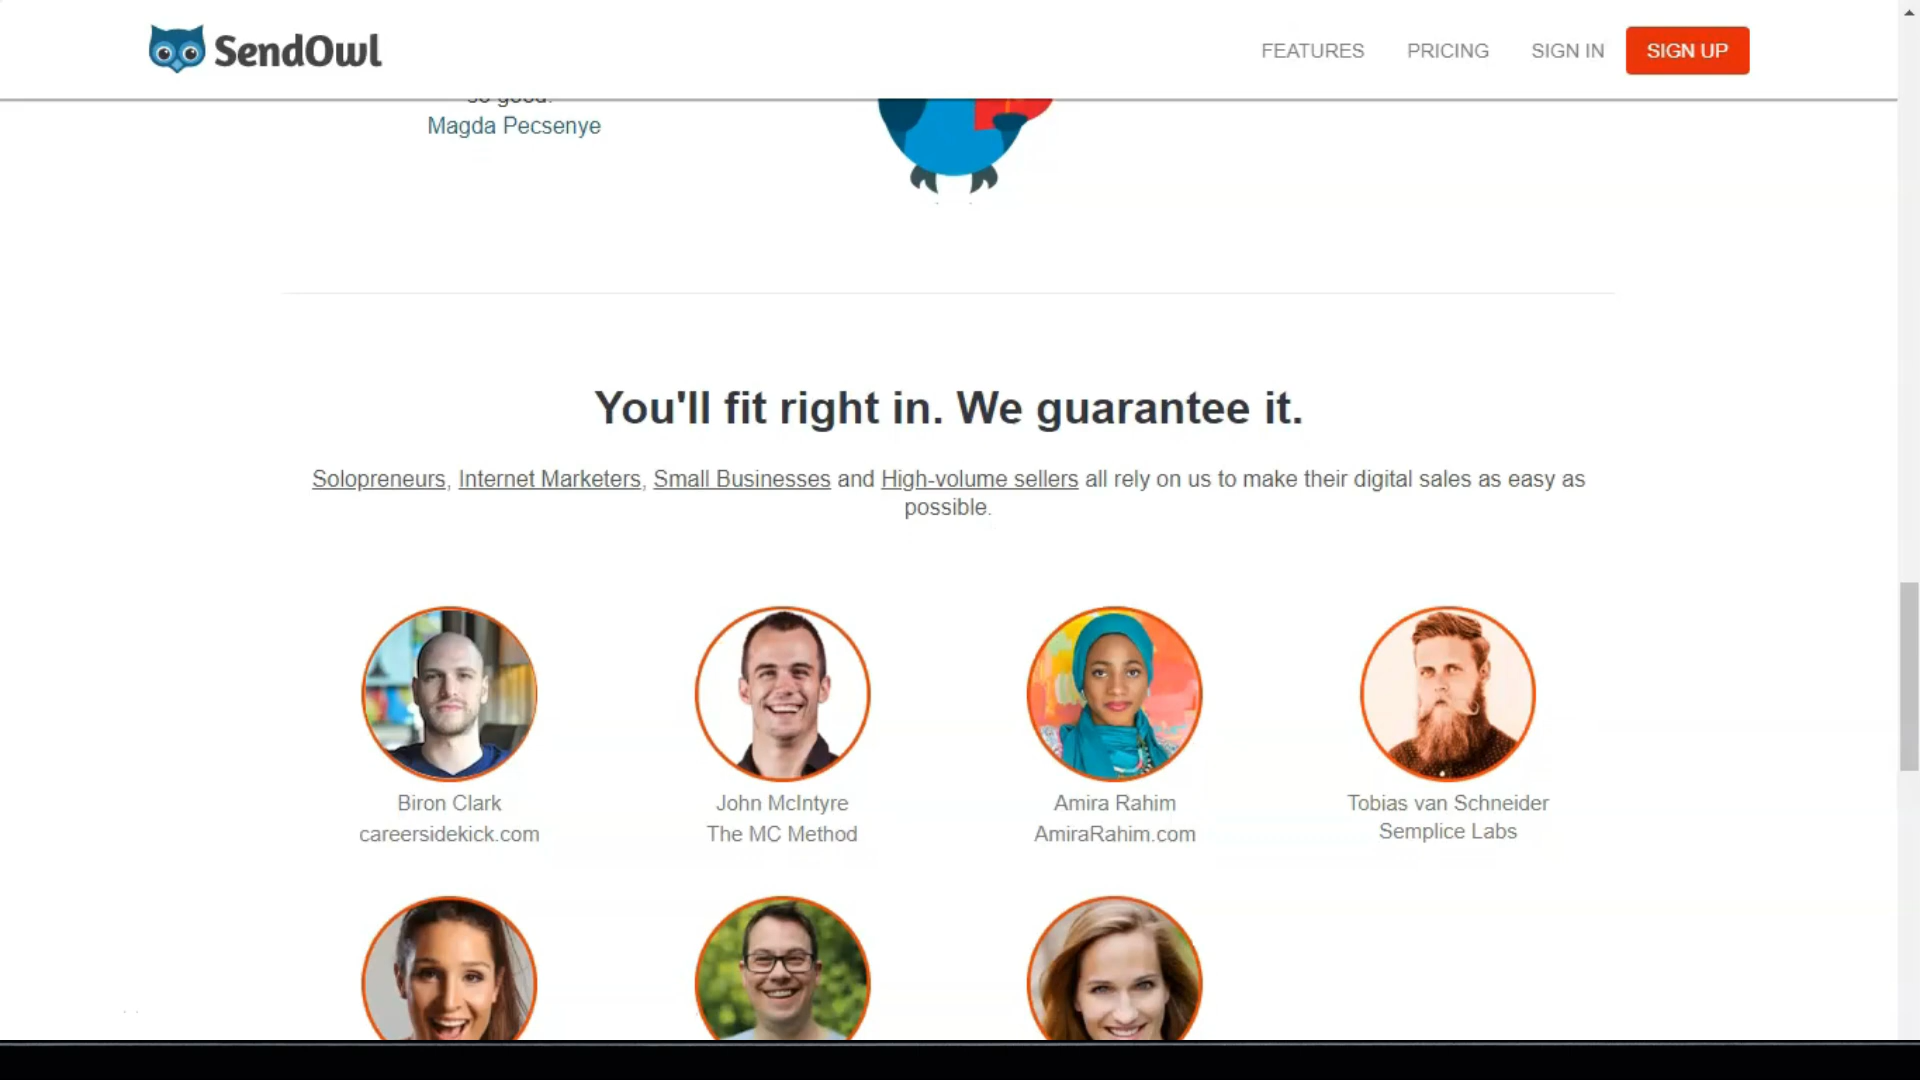 SendOwl
FEATURES PRICING SIGN IN SIGN UP
so good.
Magda Pecsenye
You'll fit right in. We guarantee it.
Solopreneurs, Internet Marketers, Small Businesses and High-volume sellers all rely on us to make their digital sales as easy as
possible.
Biron Clark
careersidekick.com
John McIntyre
The MC Method
Amira Rahim
AmiraRahim.com
Tobias van Schneider
Semplice Labs